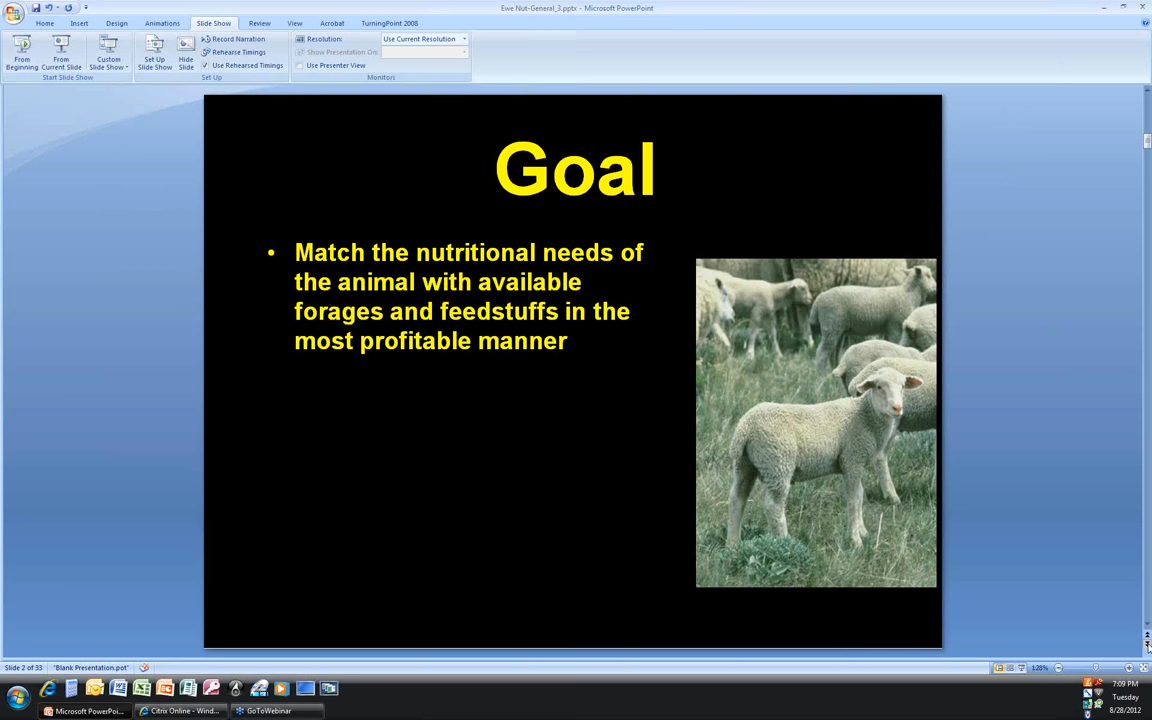 Ewe Nut-General_3.pptx - Microsoft PowerPoint
Home Insert Design Animations Slide Show Review View Acrobat TurningPoint 2008
From Beginning
From Current Slide
Custom Slide Show
Set Up Slide Show
Hide Slide
Record Narration
Rehearse Timings
Use Rehearsed Timings
Resolution: Use Current Resolution
Show Presentation On:
Use Presenter View
Start Slide Show
Set Up
Monitors
Goal
• Match the nutritional needs of
the animal with available
forages and feedstuffs in the
most profitable manner
Slide 2 of 33 "Blank Presentation.pot" 128%
Microsoft PowerPoi... Citrix Online - Wind... GoToWebinar
7:09 PM
Tuesday
8/28/2012